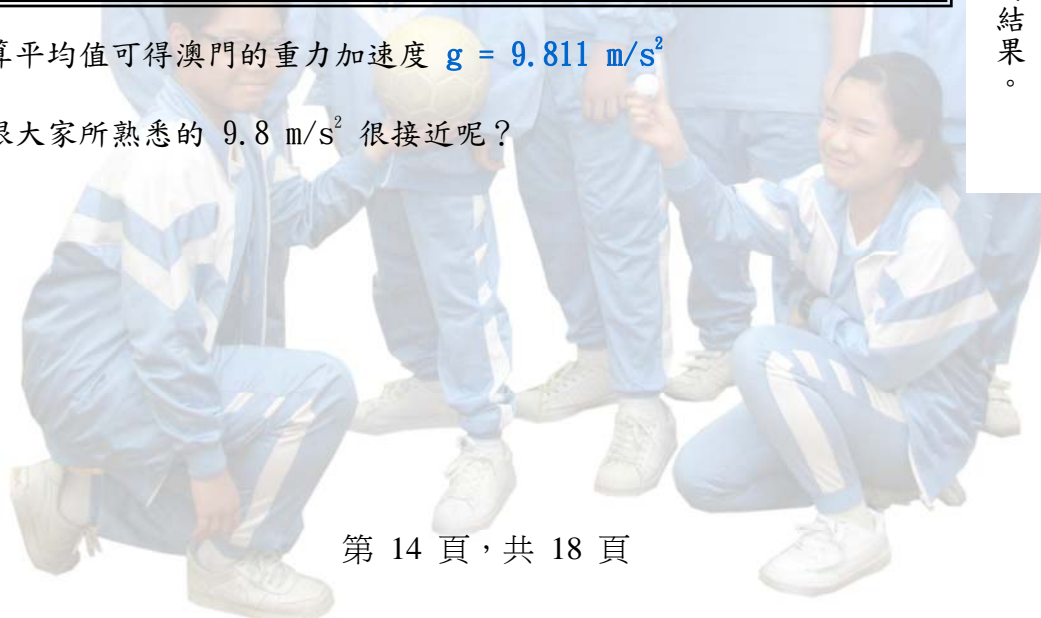 算平均值可得澳門的重力加速度 g = 9.811 m/s²
跟大家所熟悉的 9.8 m/s² 很接近呢？
結果。
第 14 頁，共 18 頁